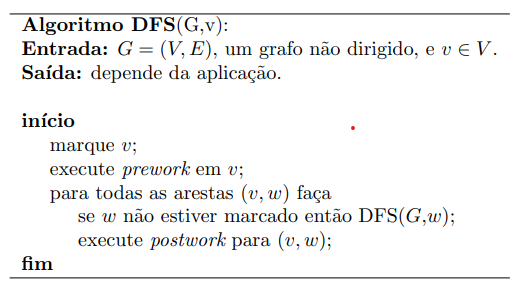 Algoritmo DFS(G,v):
Entrada: G = (V, E), um grafo não dirigido, e v ∈ V.
Saída: depende da aplicação.
início
marque v;
execute prework em v;
para todas as arestas (v, w) faça
se w não estiver marcado então DFS(G,w);
execute postwork para (v, w);
fim